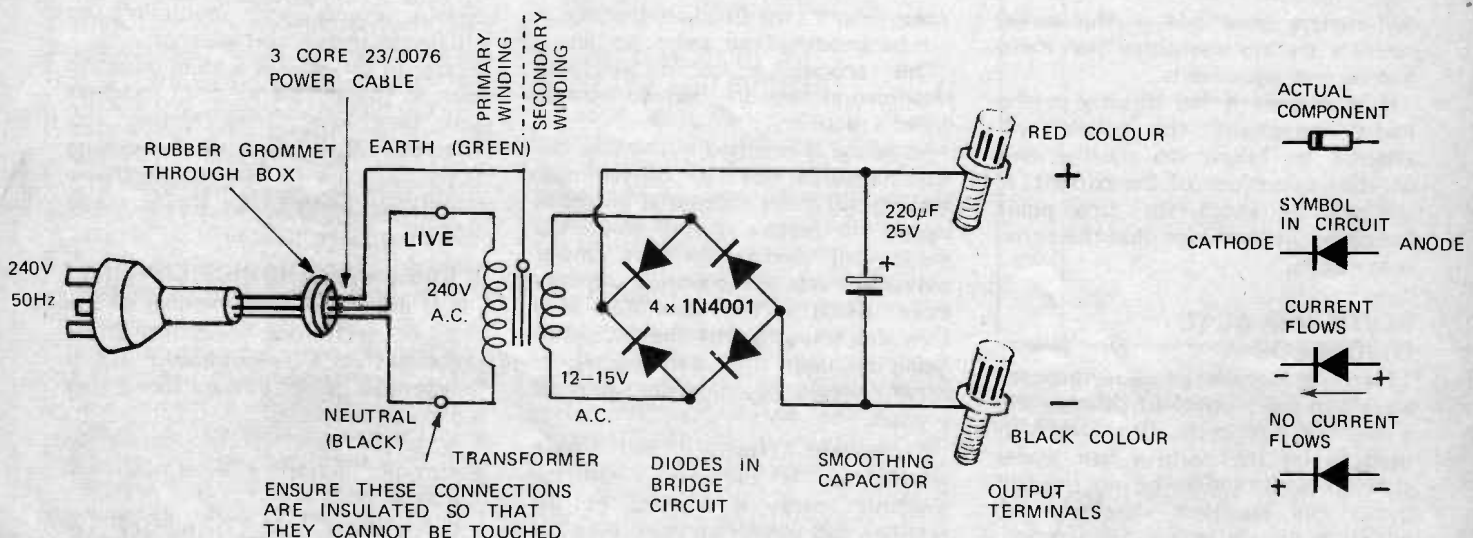 3 CORE 23/.0076
POWER CABLE
RUBBER GROMMET
THROUGH BOX
EARTH (GREEN)
PRIMARY
WINDING
SECONDARY
WINDING
LIVE
240V
50Hz
240V
A.C.
NEUTRAL
(BLACK)
TRANSFORMER
ENSURE THESE CONNECTIONS
ARE INSULATED SO THAT
THEY CANNOT BE TOUCHED
12–15V
A.C.
4 x 1N4001
DIODES IN
BRIDGE
CIRCUIT
220µF
25V
+
SMOOTHING
CAPACITOR
RED COLOUR
+
−
BLACK COLOUR
OUTPUT
TERMINALS
ACTUAL
COMPONENT
SYMBOL
IN CIRCUIT
CATHODE ANODE
CURRENT
FLOWS
− +
NO CURRENT
FLOWS
+ −